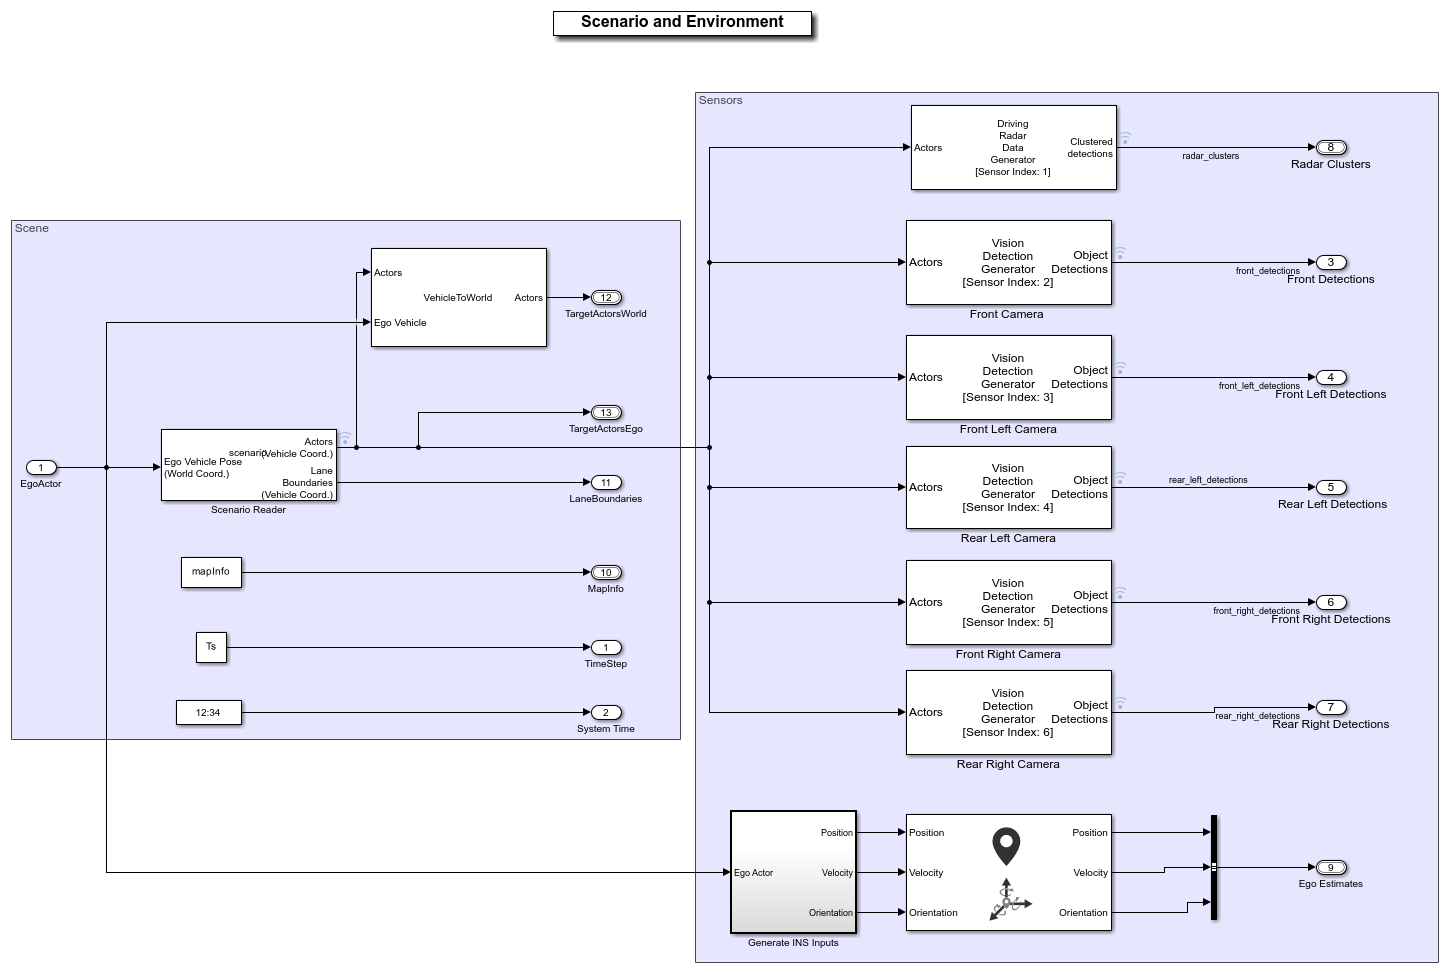 Scenario and Environment
Sensors
Driving
Radar
Data
Generator
[Sensor Index: 1]
Actors
Clustered
detections
radar_clusters
8
Radar Clusters
Vision
Detection
Generator
[Sensor Index: 2]
Actors
Object
Detections
Front Camera
front_detections
3
Front Detections
Vision
Detection
Generator
[Sensor Index: 3]
Actors
Object
Detections
Front Left Camera
front_left_detections
4
Front Left Detections
Vision
Detection
Generator
[Sensor Index: 4]
Actors
Object
Detections
Rear Left Camera
rear_left_detections
5
Rear Left Detections
Vision
Detection
Generator
[Sensor Index: 5]
Actors
Object
Detections
Front Right Camera
front_right_detections
6
Front Right Detections
Vision
Detection
Generator
[Sensor Index: 6]
Actors
Object
Detections
Rear Right Camera
rear_right_detections
7
Rear Right Detections
Scene
Actors
Ego Vehicle
VehicleToWorld
Actors
12
TargetActorsWorld
13
TargetActorsEgo
1
EgoActor
Ego Vehicle Pose
(World Coord.)
scenario
Actors
(Vehicle Coord.)
Lane
Boundaries
(Vehicle Coord.)
Scenario Reader
11
LaneBoundaries
mapInfo
10
MapInfo
Ts
1
TimeStep
12:34
2
System Time
Ego Actor
Position
Velocity
Orientation
Generate INS Inputs
Position
Velocity
Orientation
Position
Velocity
Orientation
9
Ego Estimates